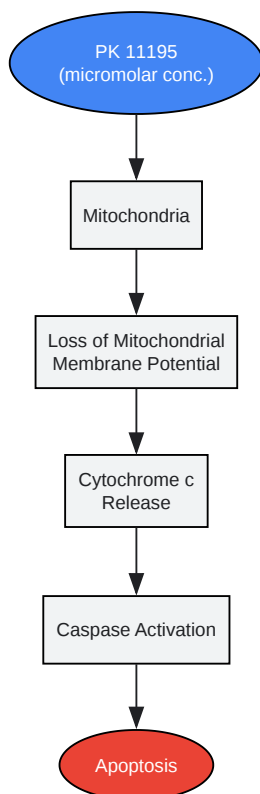 PK 11195
(micromolar conc.)
Mitochondria
Loss of Mitochondrial
Membrane Potential
Cytochrome c
Release
Caspase Activation
Apoptosis